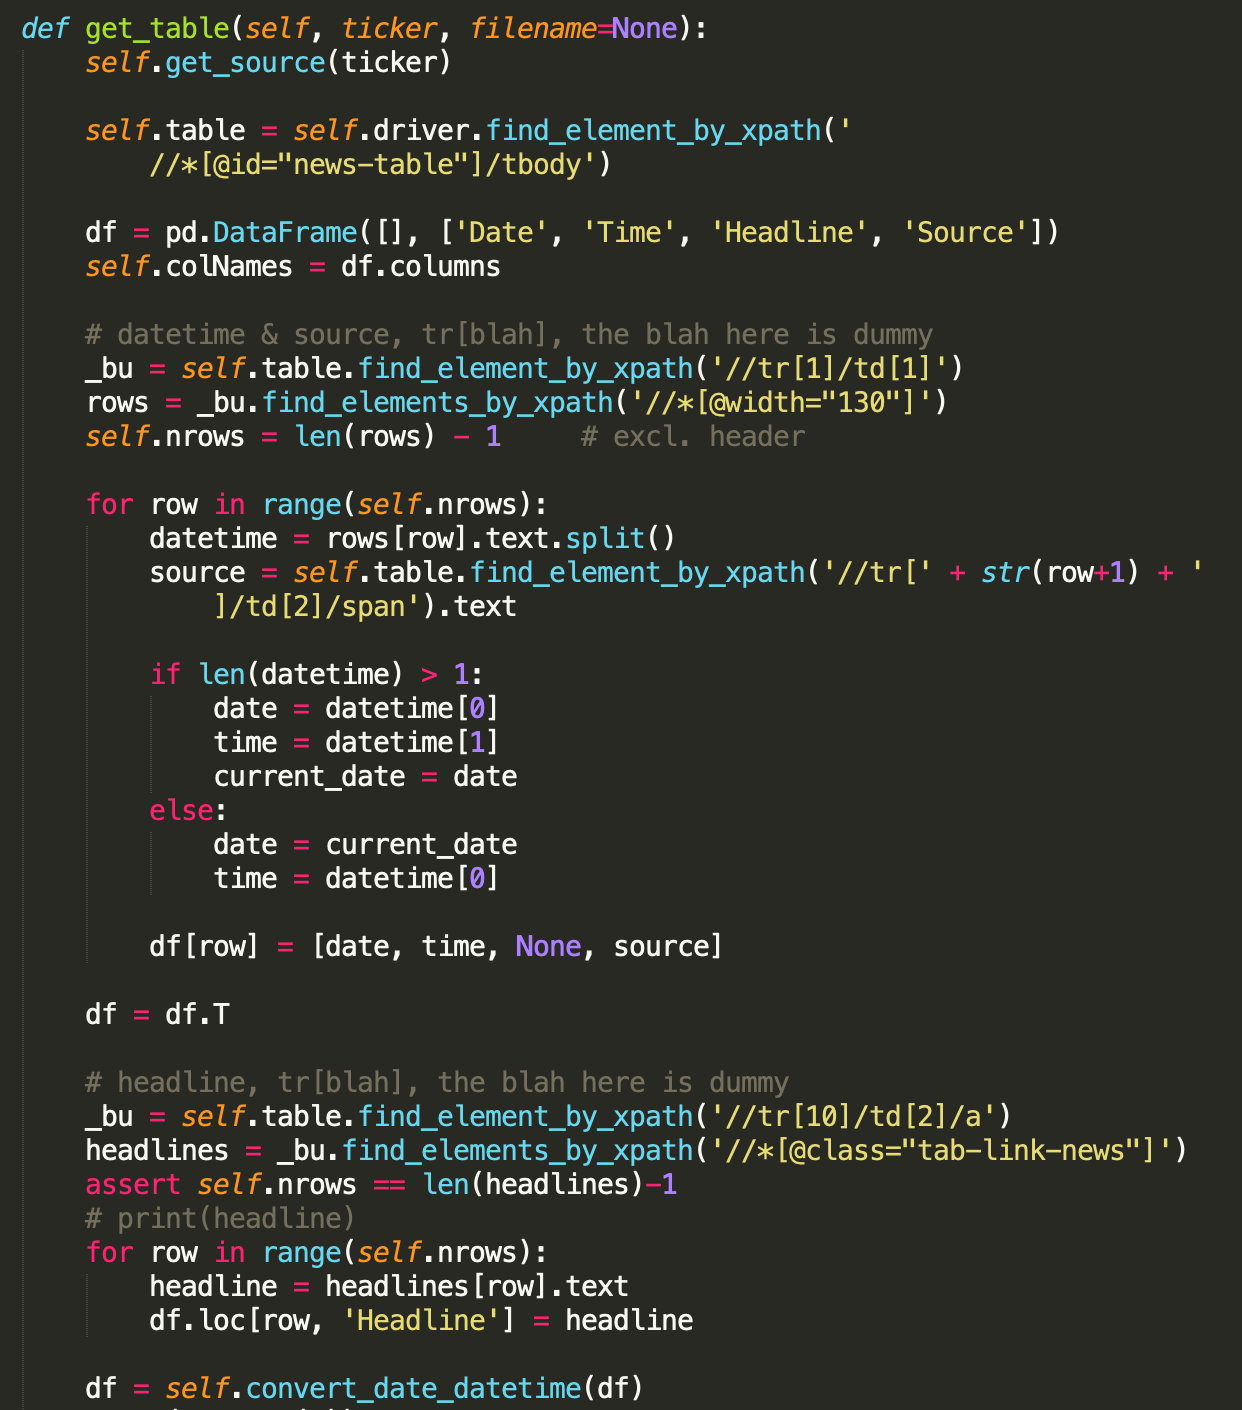 def get_table(self, ticker, filename=None):
    self.get_source(ticker)

    self.table = self.driver.find_element_by_xpath('
        //*[@id="news-table"]/tbody')

    df = pd.DataFrame([], ['Date', 'Time', 'Headline', 'Source'])
    self.colNames = df.columns

    # datetime & source, tr[blah], the blah here is dummy
    _bu = self.table.find_element_by_xpath('//tr[1]/td[1]')
    rows = _bu.find_elements_by_xpath('//*[@width="130"]')
    self.nrows = len(rows) - 1     # excl. header

    for row in range(self.nrows):
        datetime = rows[row].text.split()
        source = self.table.find_element_by_xpath('//tr[' + str(row+1) + '
            ]/td[2]/span').text

        if len(datetime) > 1:
            date = datetime[0]
            time = datetime[1]
            current_date = date
        else:
            date = current_date
            time = datetime[0]

        df[row] = [date, time, None, source]

    df = df.T

    # headline, tr[blah], the blah here is dummy
    _bu = self.table.find_element_by_xpath('//tr[10]/td[2]/a')
    headlines = _bu.find_elements_by_xpath('//*[@class="tab-link-news"]')
    assert self.nrows == len(headlines)-1
    # print(headline)
    for row in range(self.nrows):
        headline = headlines[row].text
        df.loc[row, 'Headline'] = headline

    df = self.convert_date_datetime(df)